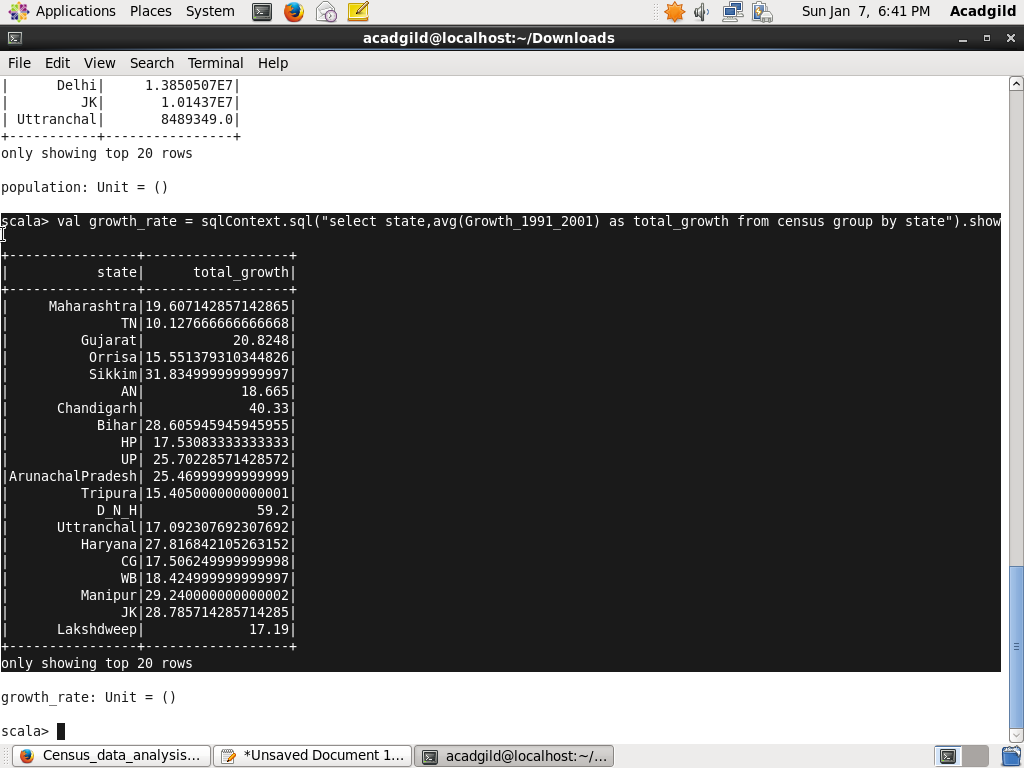 Applications Places System Sun Jan 7, 6:41 PM Acadgild
acadgild@localhost:~/Downloads
File Edit View Search Terminal Help
|      Delhi|    1.3850507E7|
|         JK|      1.01437E7|
| Uttranchal|      8489349.0|
+-----------+---------------+
only showing top 20 rows
population: Unit = ()
scala> val growth_rate = sqlContext.sql("select state,avg(Growth_1991_2001) as total_growth from census group by state").show
+----------------+------------------+
|           state|      total_growth|
+----------------+------------------+
|     Maharashtra|19.607142857142865|
|              TN|10.127666666666668|
|         Gujarat|           20.8248|
|          Orrisa|15.551379310344826|
|          Sikkim|31.834999999999997|
|              AN|            18.665|
|      Chandigarh|             40.33|
|           Bihar|28.605945945945955|
|              HP| 17.53083333333333|
|              UP| 25.70228571428572|
|ArunachalPradesh| 25.46999999999999|
|         Tripura|15.405000000000001|
|           D_N_H|              59.2|
|      Uttranchal|17.092307692307692|
|         Haryana|27.816842105263152|
|              CG|17.506249999999998|
|              WB|18.424999999999997|
|         Manipur|29.240000000000002|
|              JK|28.785714285714285|
|      Lakshdweep|             17.19|
+----------------+------------------+
only showing top 20 rows
growth_rate: Unit = ()
scala>
Census_data_analysis... *Unsaved Document 1... acadgild@localhost:~/...